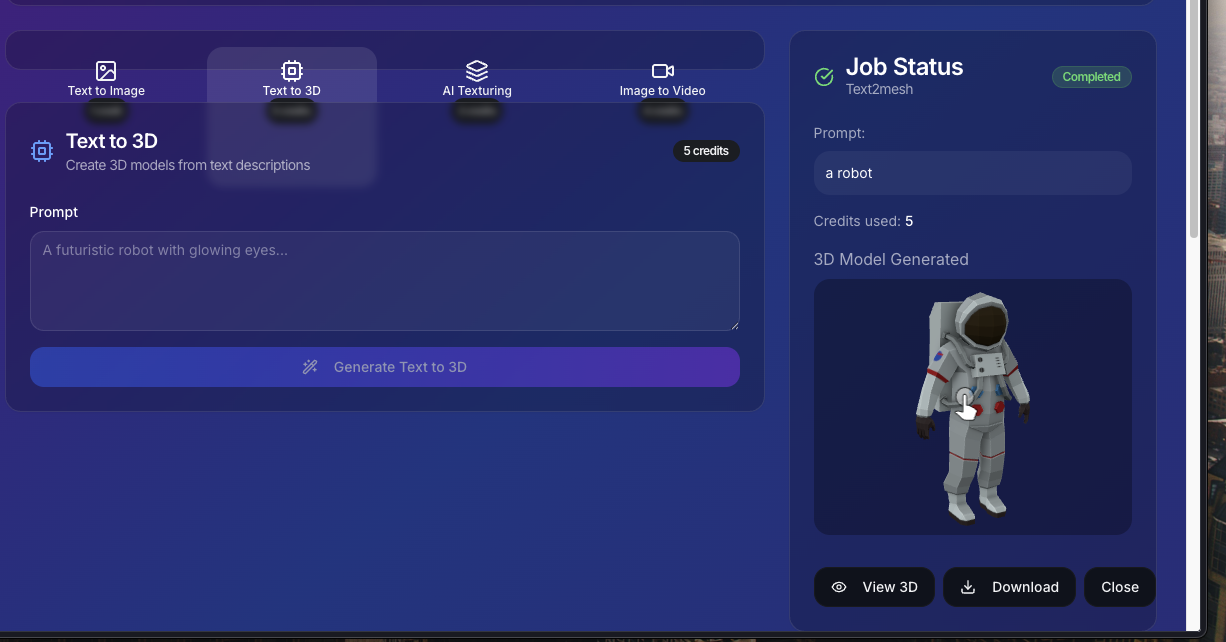 Text to Image
Text to 3D
AI Texturing
Image to Video
Text to 3D
Create 3D models from text descriptions
5 credits
Prompt
A futuristic robot with glowing eyes...
Generate Text to 3D
Job Status
Text2mesh
Completed
Prompt:
a robot
Credits used: 5
3D Model Generated
View 3D
Download
Close